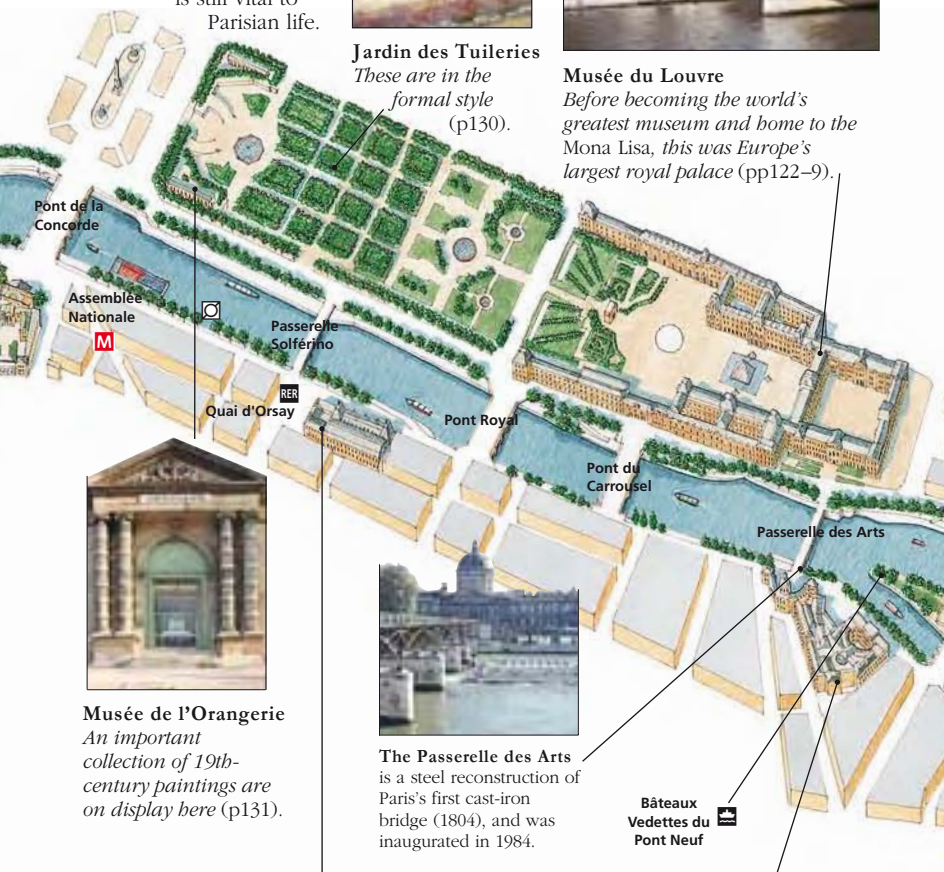 is still vital to
Parisian life.
Jardin des Tuileries
These are in the
formal style
(p130).
Musée du Louvre
Before becoming the world's
greatest museum and home to the
Mona Lisa, this was Europe's
largest royal palace (pp122–9).
Pont de la
Concorde
Assemblée
Nationale
M
Passerelle
Solférino
RER
Quai d'Orsay
Pont Royal
Pont du
Carrousel
Passerelle des Arts
Musée de l'Orangerie
An important
collection of 19th-
century paintings are
on display here (p131).
The Passerelle des Arts
is a steel reconstruction of
Paris's first cast-iron
bridge (1804), and was
inaugurated in 1984.
Bâteaux
Vedettes du
Pont Neuf